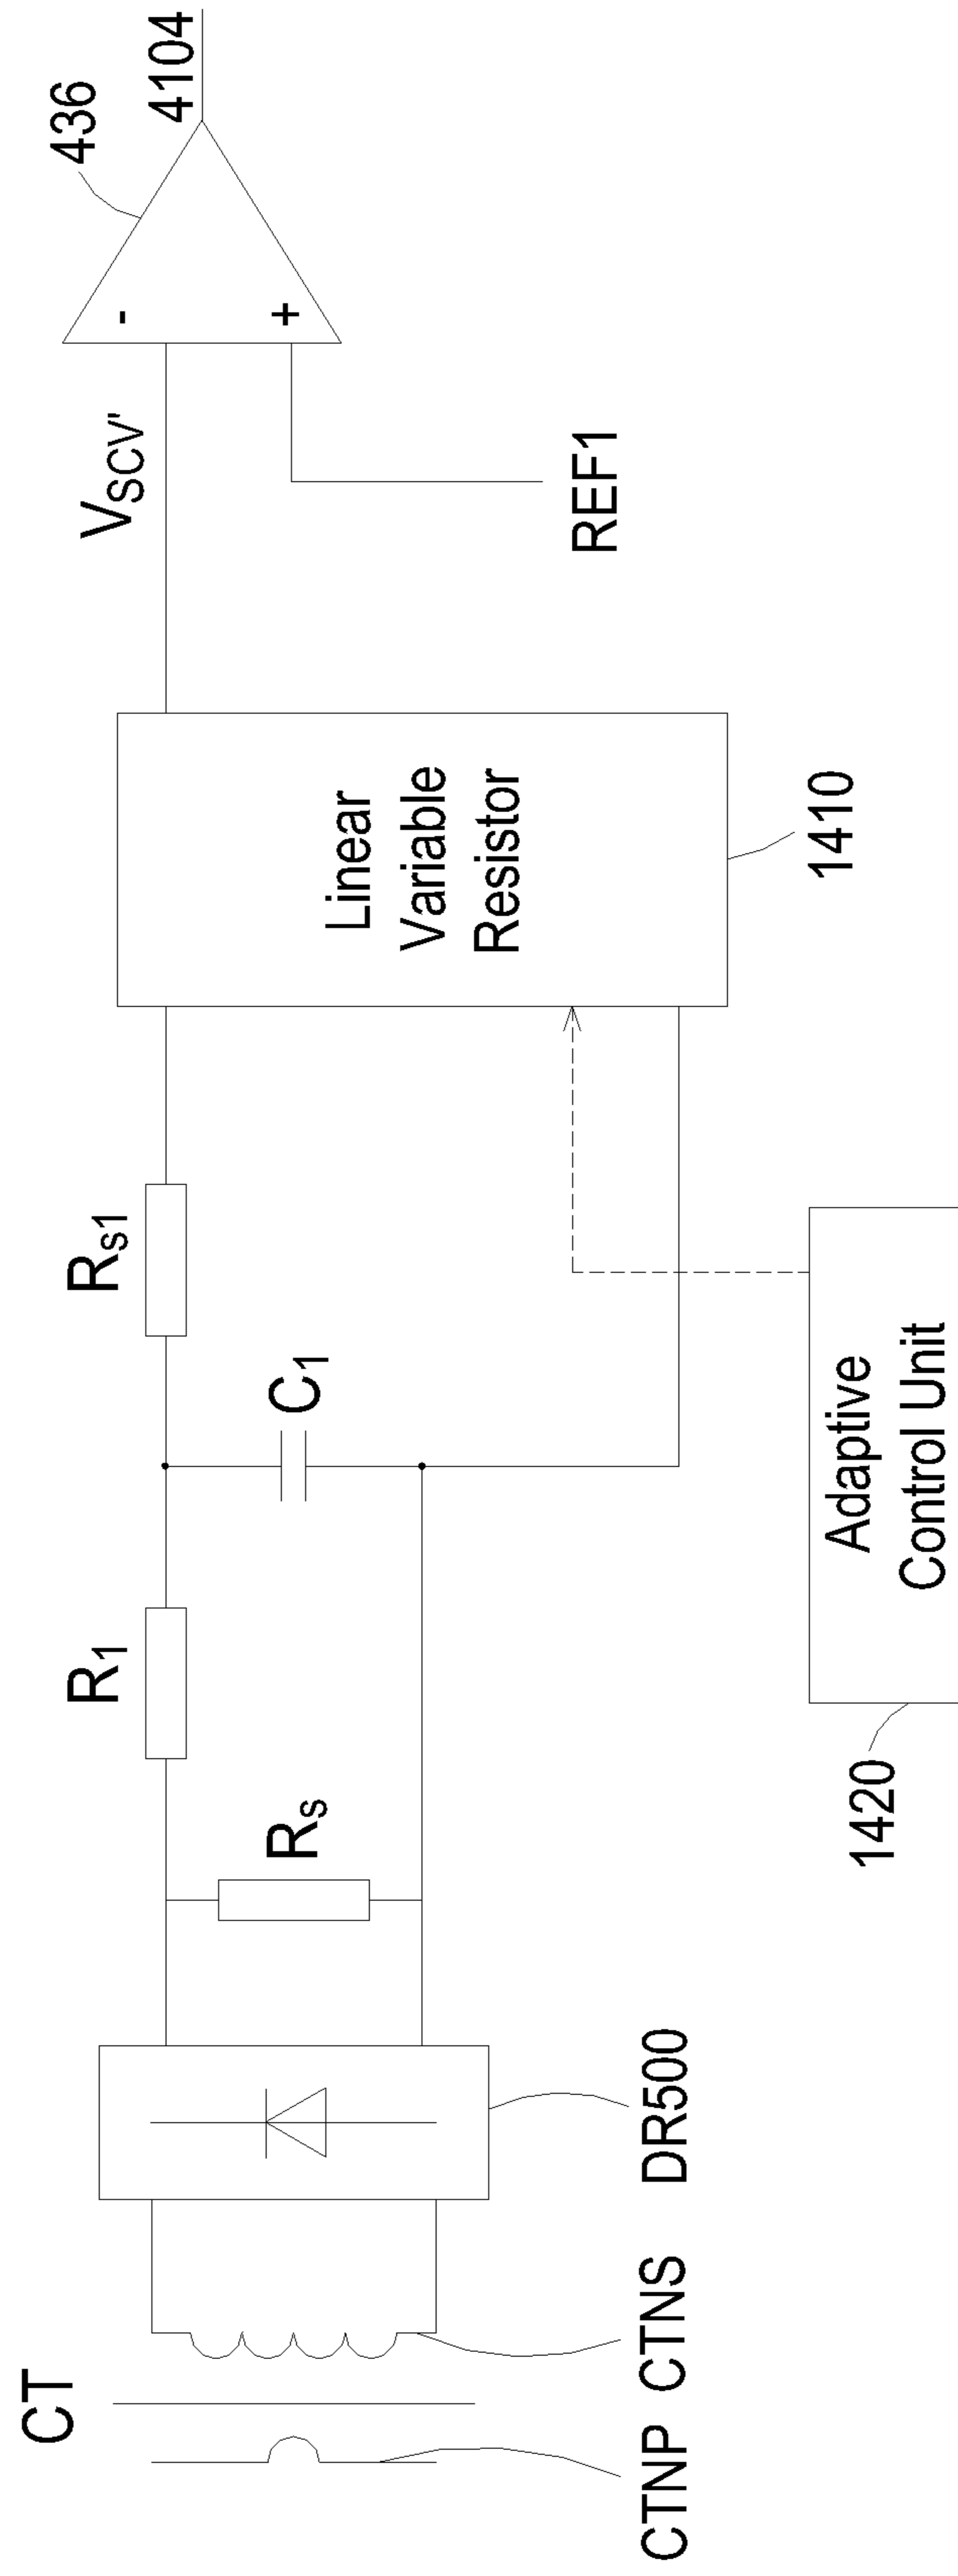 CT
CTNP
CTNS
DR500
Rs
R1
C1
Rs1
Linear
Variable
Resistor
1410
Adaptive
Control Unit
1420
VSCV'
REF1
-
+
436
4104